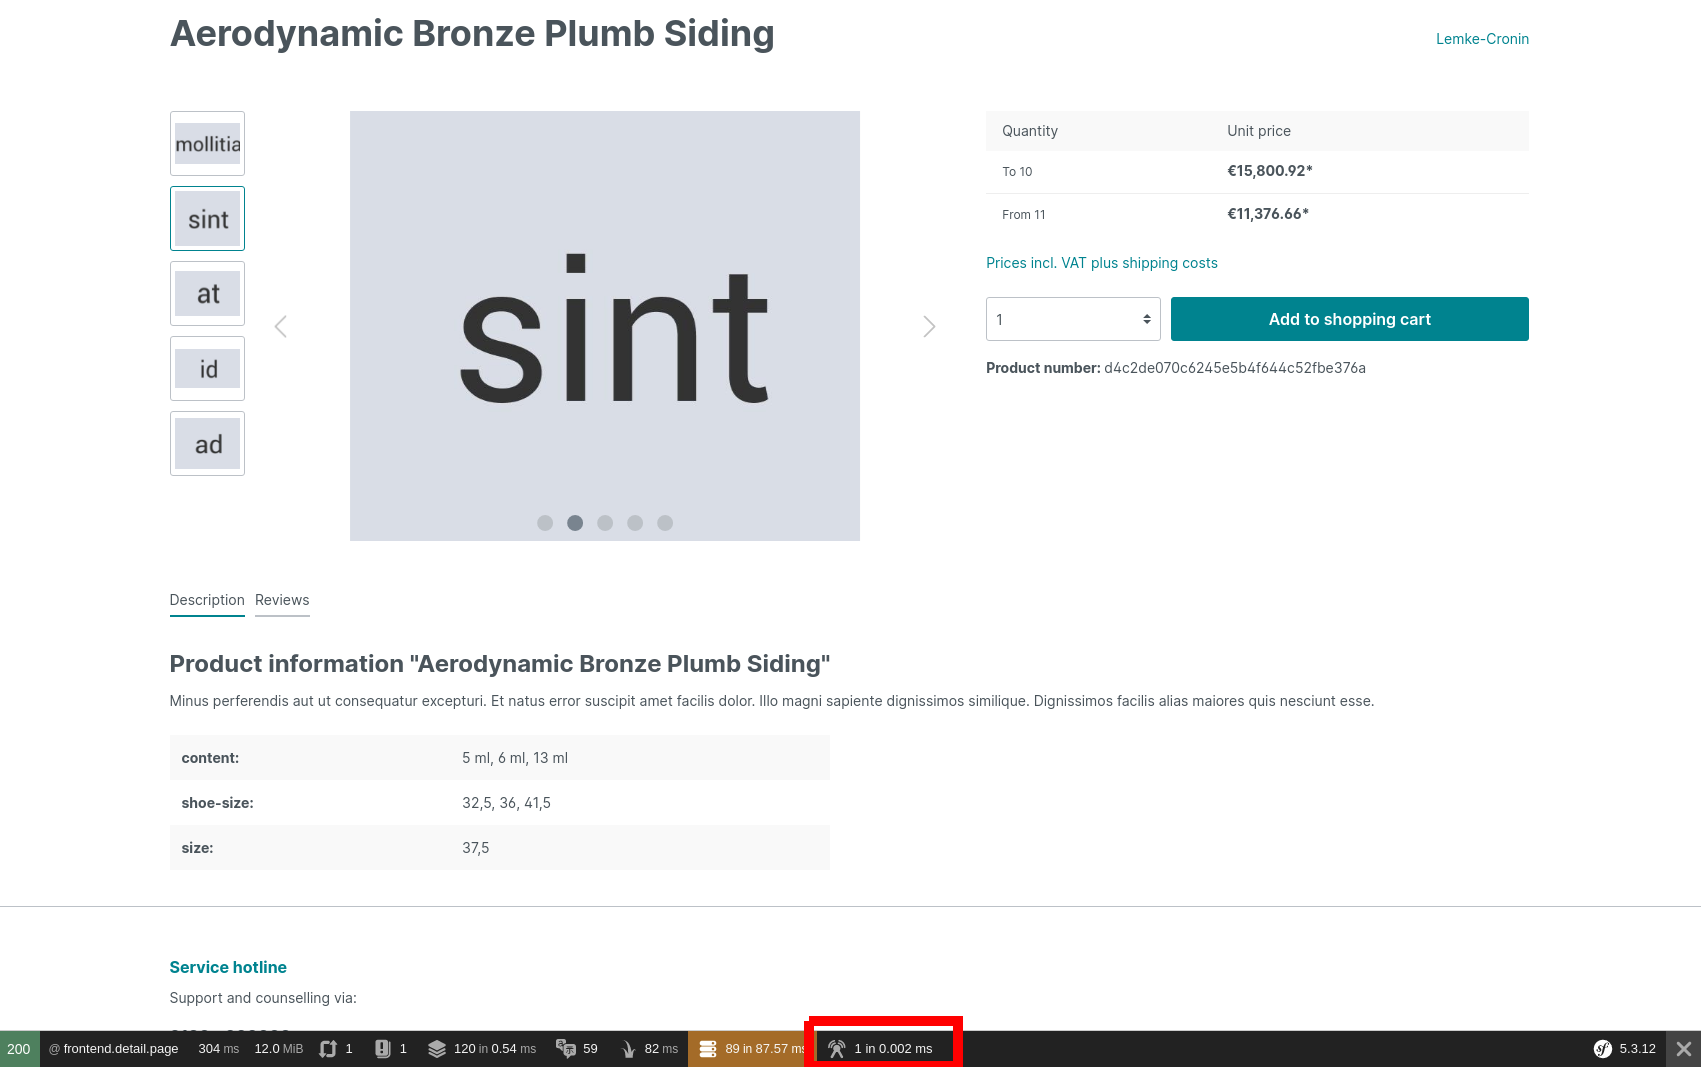 Aerodynamic Bronze Plumb Siding
Lemke-Cronin
mollitia
sint
at
id
ad
sint
Quantity Unit price
To 10 €15,800.92*
From 11 €11,376.66*
Prices incl. VAT plus shipping costs
1 Add to shopping cart
Product number: d4c2de070c6245e5b4f644c52fbe376a
Description Reviews
Product information "Aerodynamic Bronze Plumb Siding"
Minus perferendis aut ut consequatur excepturi. Et natus error suscipit amet facilis dolor. Illo magni sapiente dignissimos similique. Dignissimos facilis alias maiores quis nesciunt esse.
content: 5 ml, 6 ml, 13 ml
shoe-size: 32,5, 36, 41,5
size: 37,5
Service hotline
Support and counselling via:
200 @ frontend.detail.page 304 ms 12.0 MiB 1 1 120 in 0.54 ms 59 82 ms 89 in 87.57 ms 1 in 0.002 ms sf 5.3.12